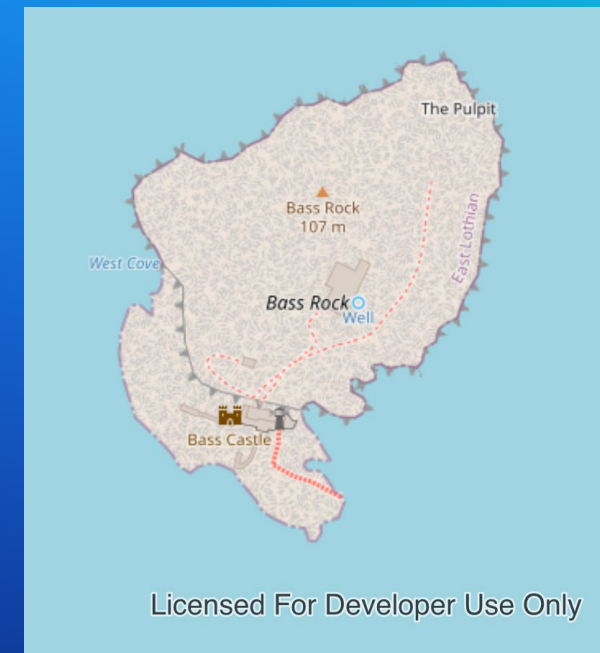 The Pulpit
Bass Rock
107 m
East Lothian
West Cove
Bass Rock
Well
Bass Castle
Licensed For Developer Use Only